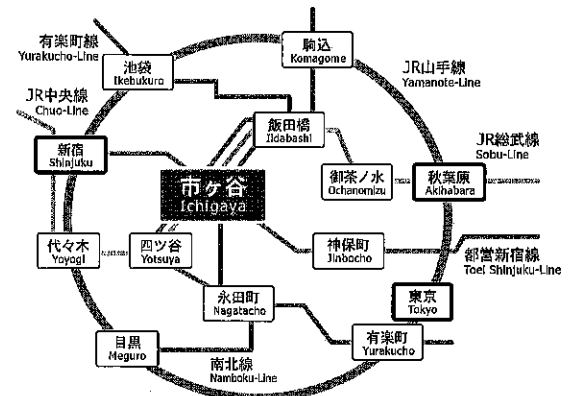 有楽町線
Yurakucho-Line
池袋
Ikebukuro
駒込
Komagome
JR山手線
Yamanote-Line
JR中央線
Chuo-Line
飯田橋
Iidabashi
新宿
Shinjuku
JR総武線
Sobu-Line
御茶ノ水
Ochanomizu
秋葉原
Akihabara
市ヶ谷
Ichigaya
代々木
Yoyogi
四ツ谷
Yotsuya
神保町
Jinbocho
都営新宿線
Toei Shinjuku-Line
永田町
Nagatacho
東京
Tokyo
目黒
Meguro
南北線
Namboku-Line
有楽町
Yurakucho